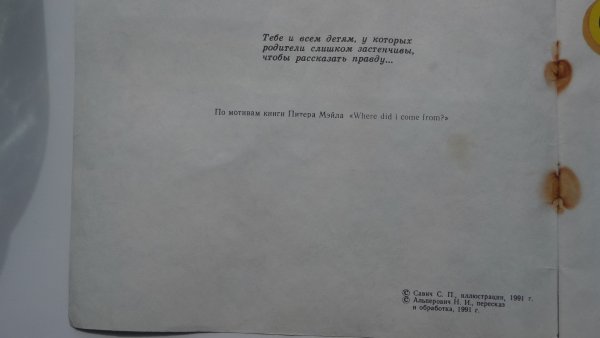 Тебе и всем детям, у которых
родители слишком застенчивы,
чтобы рассказать правду...
По мотивам книги Питера Мэйла «Where did i come from?»
© Савич С. П., иллюстрации, 1991 г.
© Альперович Н. И., пересказ
и обработка, 1991 г.